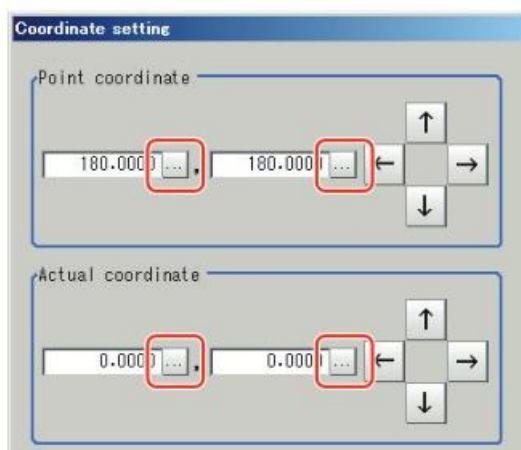 Coordinate setting
Point coordinate
180.0000 ... , 180.0000 ...
↑
← →
↓
Actual coordinate
0.0000 ... , 0.0000 ...
↑
← →
↓